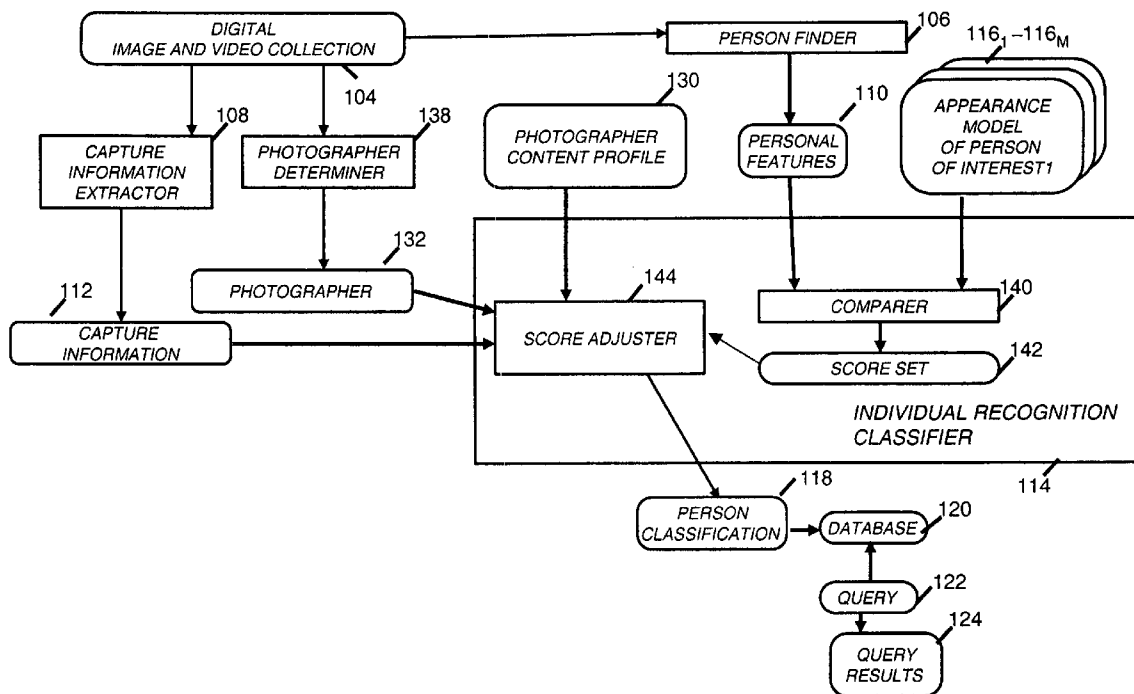 DIGITAL
IMAGE AND VIDEO COLLECTION
104
106
PERSON FINDER
116₁-116M
APPEARANCE
MODEL
OF PERSON
OF INTEREST1
108
CAPTURE
INFORMATION
EXTRACTOR
138
PHOTOGRAPHER
DETERMINER
130
PHOTOGRAPHER
CONTENT PROFILE
110
PERSONAL
FEATURES
132
PHOTOGRAPHER
112
CAPTURE
INFORMATION
144
SCORE ADJUSTER
140
COMPARER
142
SCORE SET
INDIVIDUAL RECOGNITION
CLASSIFIER
114
118
PERSON
CLASSIFICATION
120
DATABASE
122
QUERY
124
QUERY
RESULTS